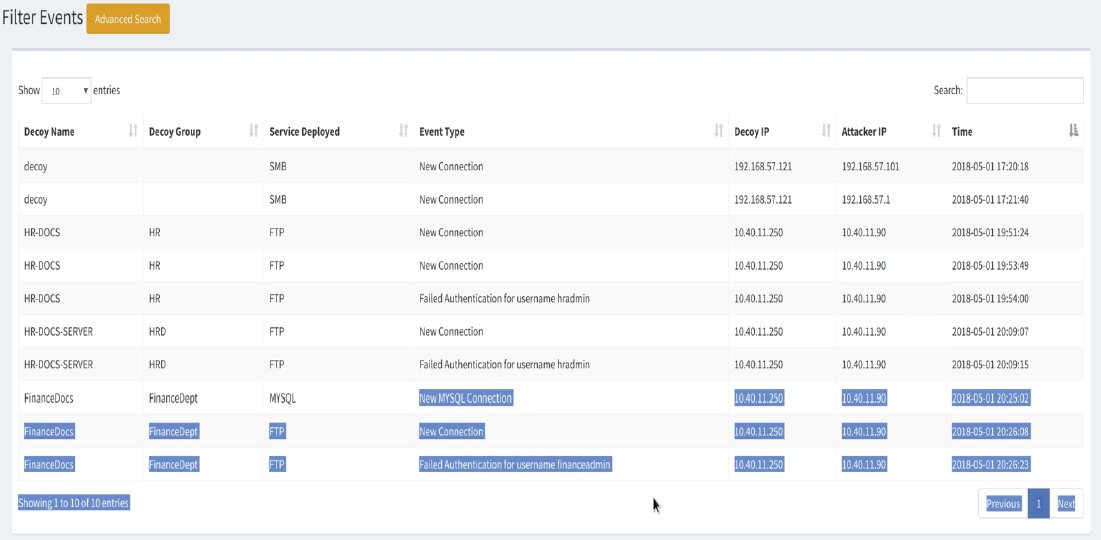 Filter Events Advanced Search
Show 10 entries Search:
Decoy Name Decoy Group Service Deployed Event Type Decoy IP Attacker IP Time
decoy SMB New Connection 192.168.57.121 192.168.57.101 2018-05-01 17:20:18
decoy SMB New Connection 192.168.57.121 192.168.57.1 2018-05-01 17:21:40
HR-DOCS HR FTP New Connection 10.40.11.250 10.40.11.90 2018-05-01 19:51:24
HR-DOCS HR FTP New Connection 10.40.11.250 10.40.11.90 2018-05-01 19:53:49
HR-DOCS HR FTP Failed Authentication for username hradmin 10.40.11.250 10.40.11.90 2018-05-01 19:54:00
HR-DOCS-SERVER HRD FTP New Connection 10.40.11.250 10.40.11.90 2018-05-01 20:09:07
HR-DOCS-SERVER HRD FTP Failed Authentication for username hradmin 10.40.11.250 10.40.11.90 2018-05-01 20:09:15
FinanceDocs FinanceDept MYSQL New MYSQL Connection 10.40.11.250 10.40.11.90 2018-05-01 20:25:02
FinanceDocs FinanceDept FTP New Connection 10.40.11.250 10.40.11.90 2018-05-01 20:26:08
FinanceDocs FinanceDept FTP Failed Authentication for username financeadmin 10.40.11.250 10.40.11.90 2018-05-01 20:26:23
Showing 1 to 10 of 10 entries Previous 1 Next